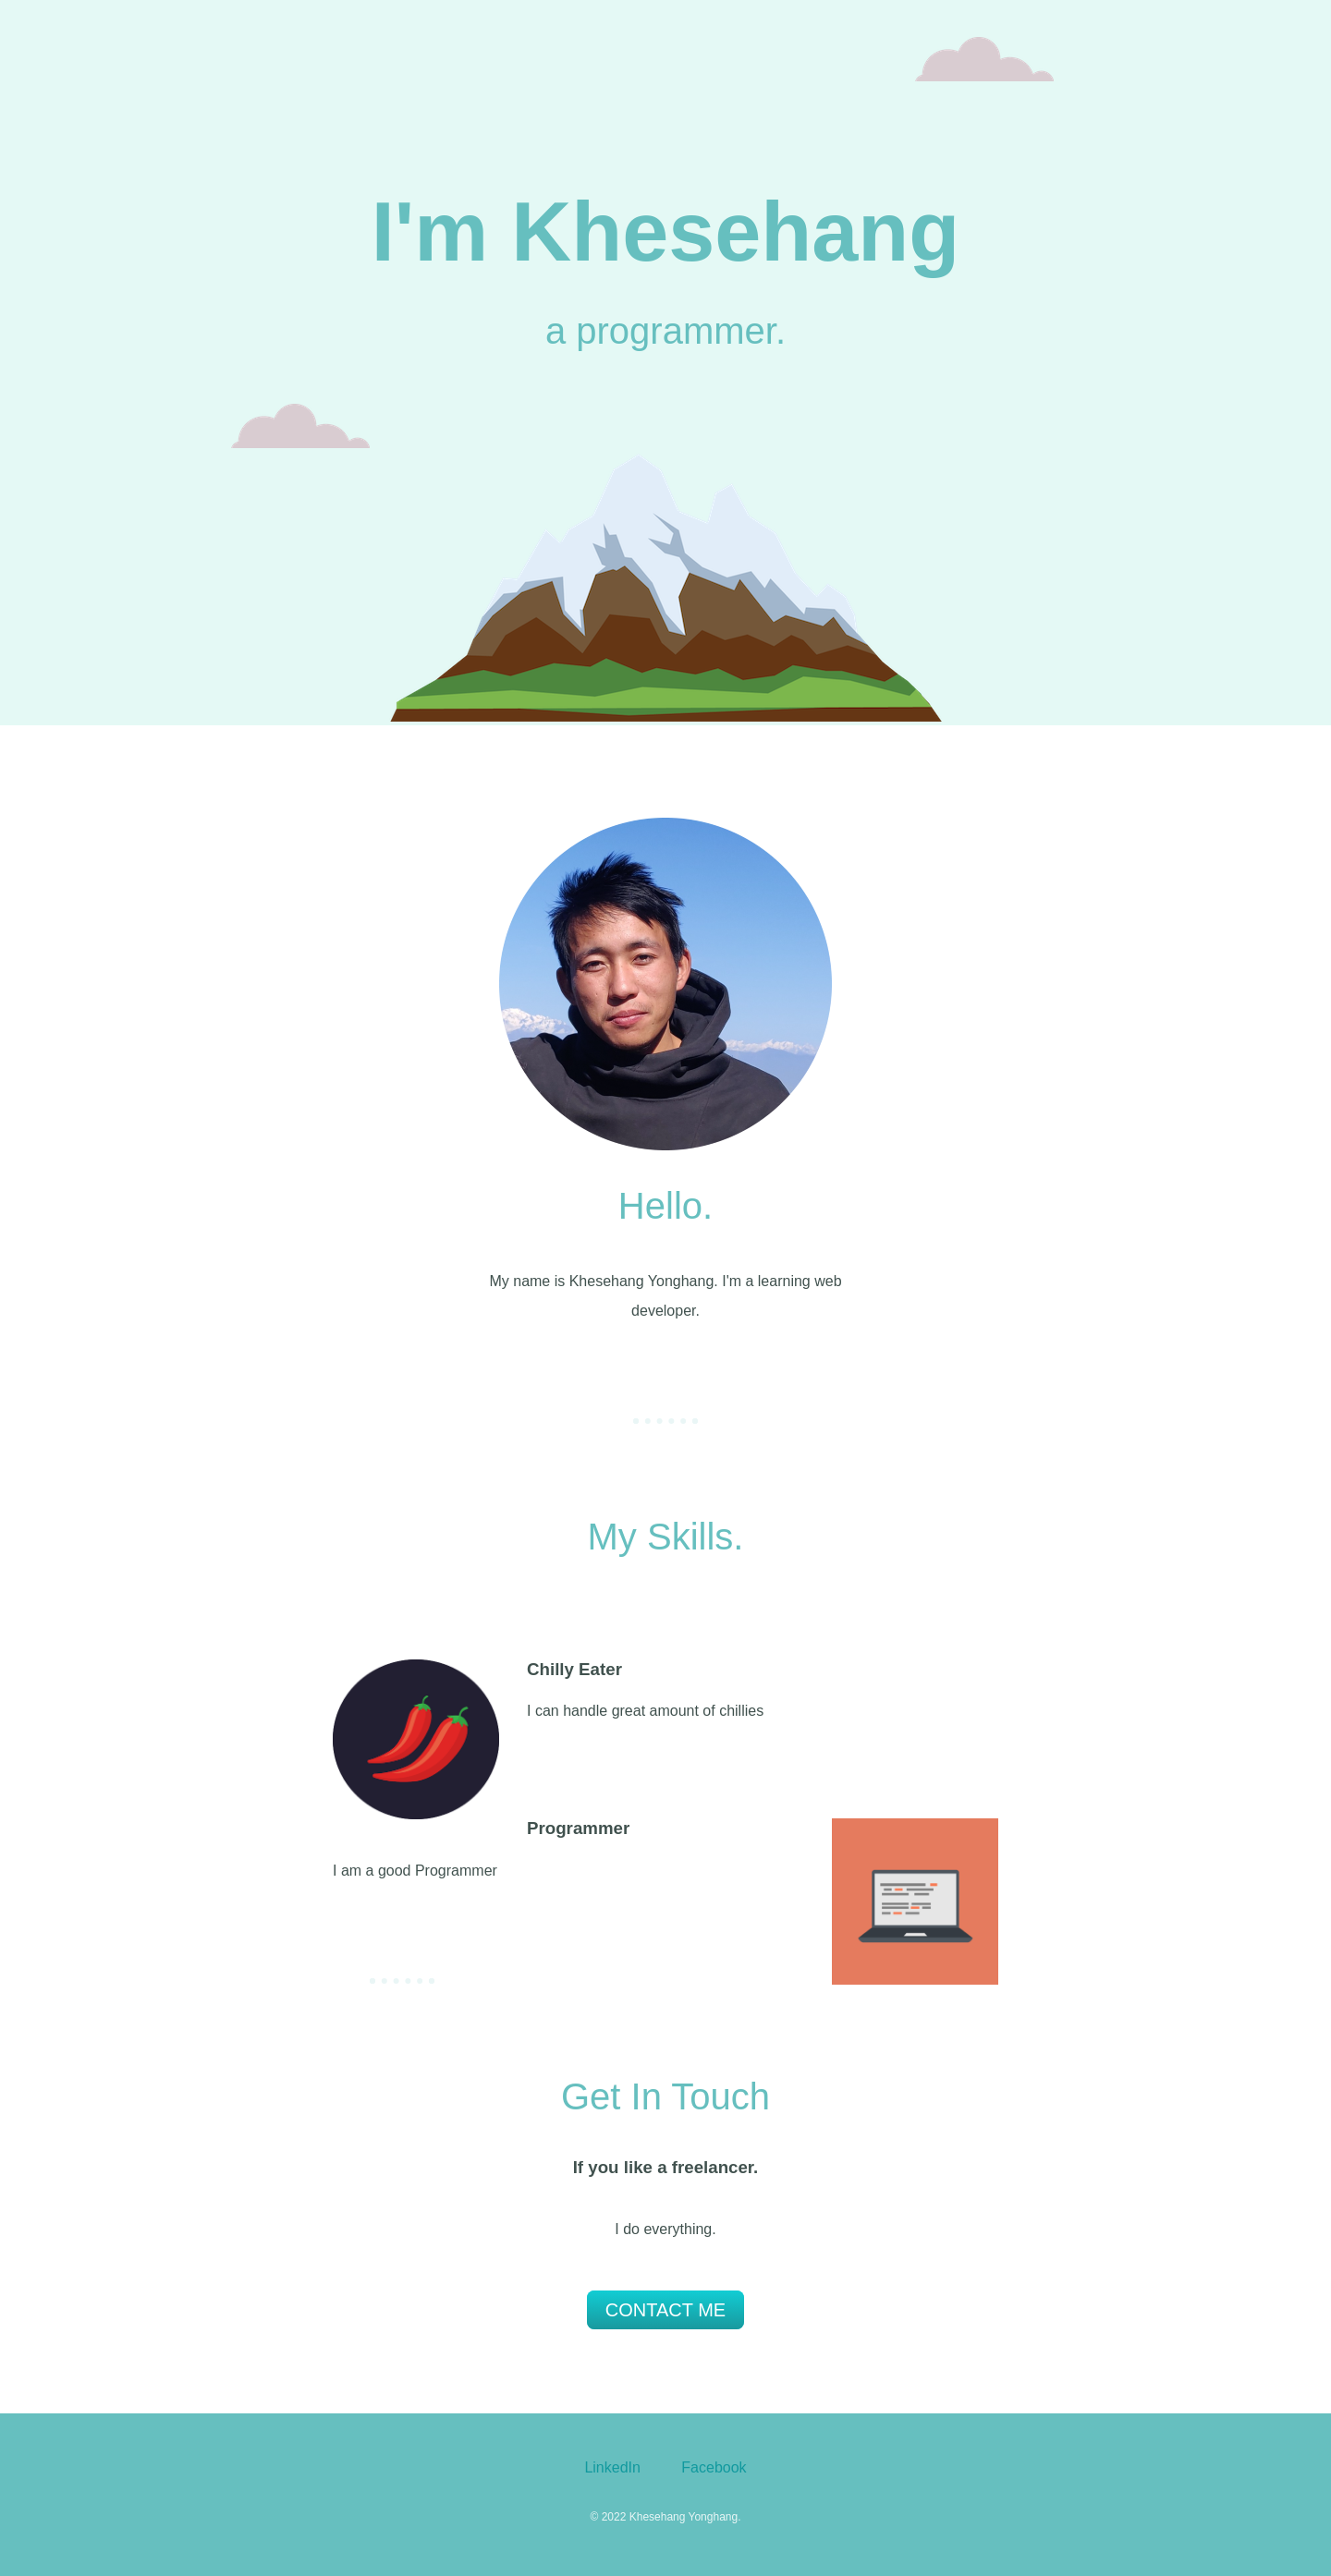 I'm Khesehang
a programmer.
Hello.
My name is Khesehang Yonghang. I'm a learning web
developer.
My Skills.
Chilly Eater
I can handle great amount of chillies
Programmer
I am a good Programmer
Get In Touch
If you like a freelancer.
I do everything.
CONTACT ME
LinkedIn Facebook
© 2022 Khesehang Yonghang.